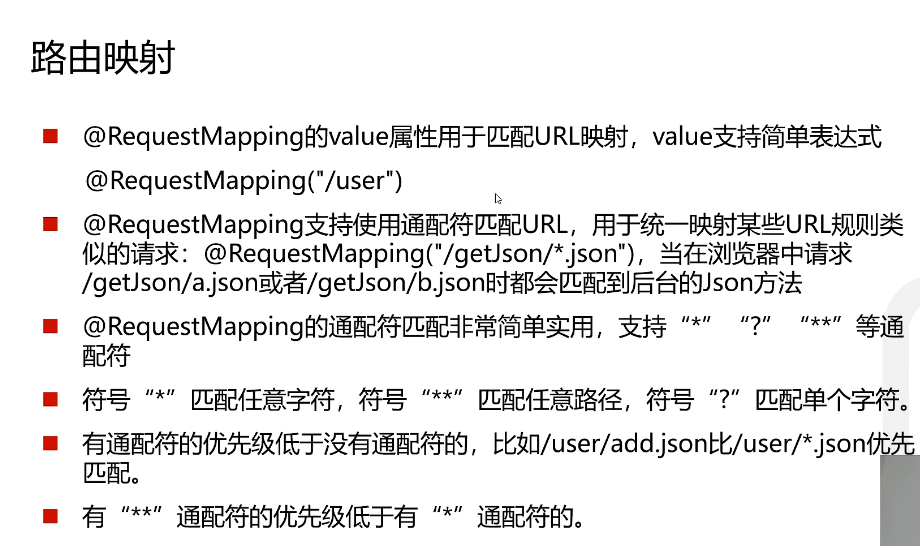 路由映射
@RequestMapping的value属性用于匹配URL映射，value支持简单表达式
@RequestMapping("/user")
@RequestMapping支持使用通配符匹配URL，用于统一映射某些URL规则类
似的请求：@RequestMapping("/getJson/*.json")，当在浏览器中请求
/getJson/a.json或者/getJson/b.json时都会匹配到后台的Json方法
@RequestMapping的通配符匹配非常简单实用，支持“*”“?”“**”等通
配符
符号“*”匹配任意字符，符号“**”匹配任意路径，符号“?”匹配单个字符。
有通配符的优先级低于没有通配符的，比如/user/add.json比/user/*.json优先
匹配。
有“**”通配符的优先级低于有“*”通配符的。